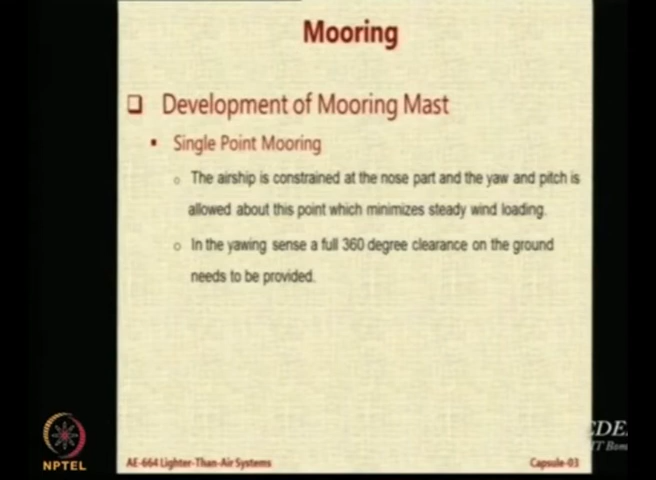 Mooring
Development of Mooring Mast
Single Point Mooring
The airship is constrained at the nose part and the yaw and pitch is
allowed about this point which minimizes steady wind loading.
In the yawing sense a full 360 degree clearance on the ground
needs to be provided.
NPTEL
AE-664 Lighter-Than-Air Systems
Capsule-03